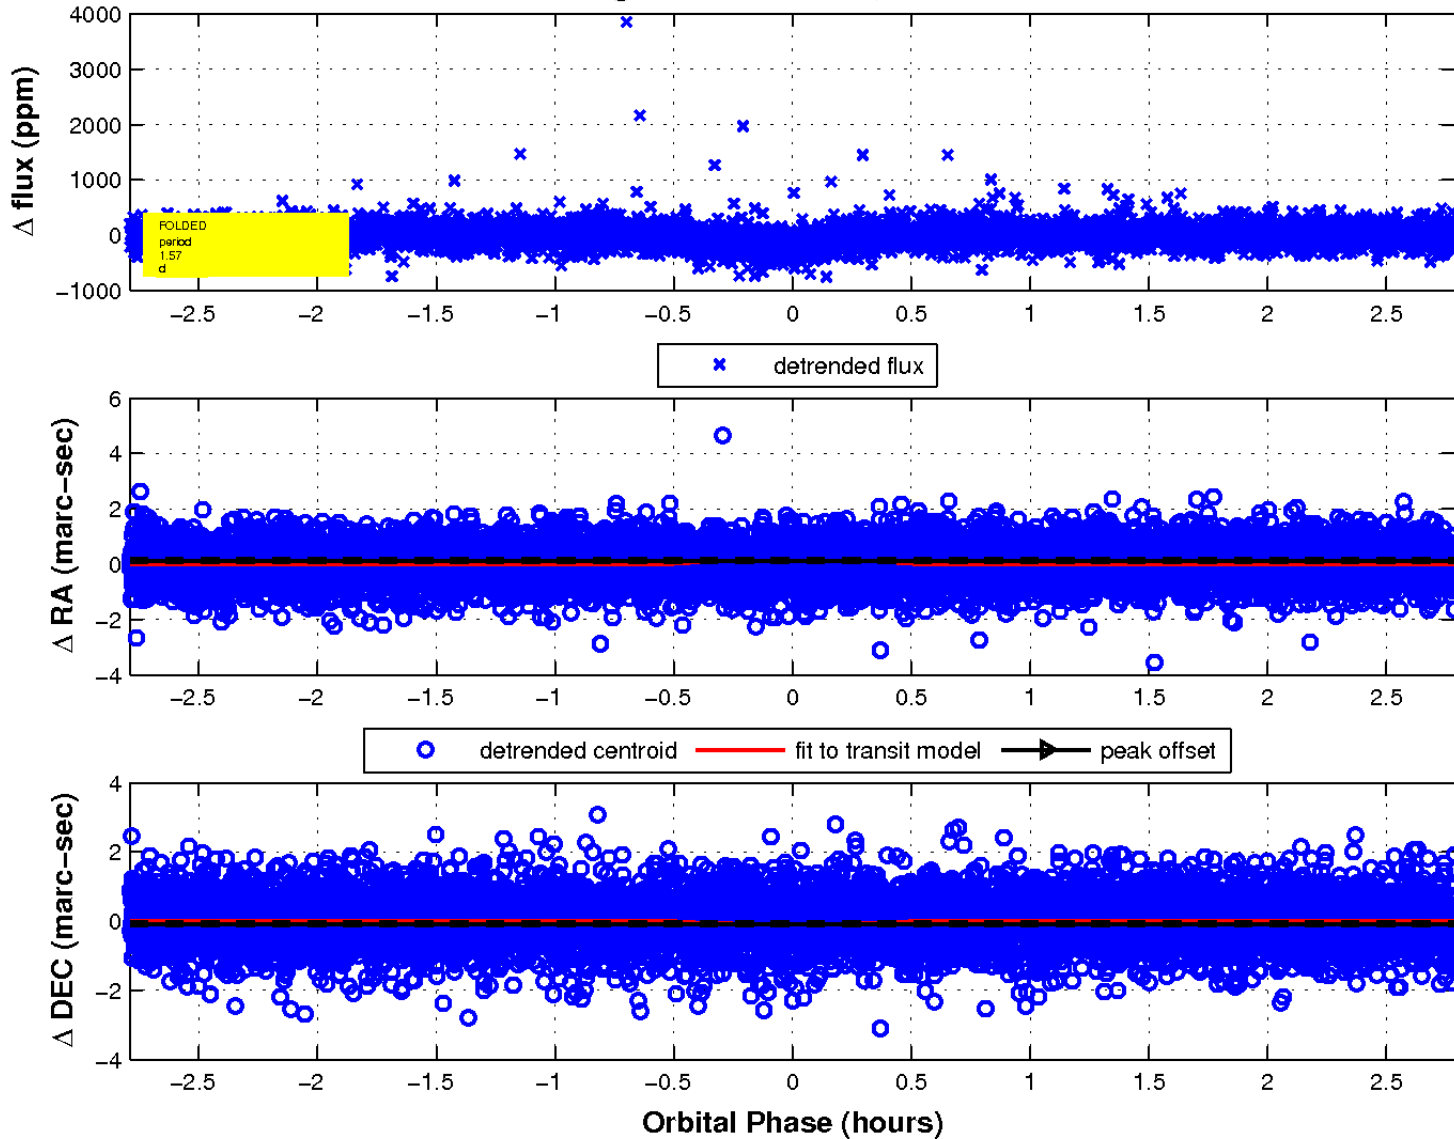 4000
3000
2000
1000
0
−1000
Δ flux (ppm)
FOLDED
period
1.57
d
−2.5 −2 −1.5 −1 −0.5 0 0.5 1 1.5 2 2.5
detrended flux
6
4
2
0
−2
−4
Δ RA (marc−sec)
−2.5 −2 −1.5 −1 −0.5 0 0.5 1 1.5 2 2.5
detrended centroid fit to transit model peak offset
4
2
0
−2
−4
Δ DEC (marc−sec)
−2.5 −2 −1.5 −1 −0.5 0 0.5 1 1.5 2 2.5
Orbital Phase (hours)